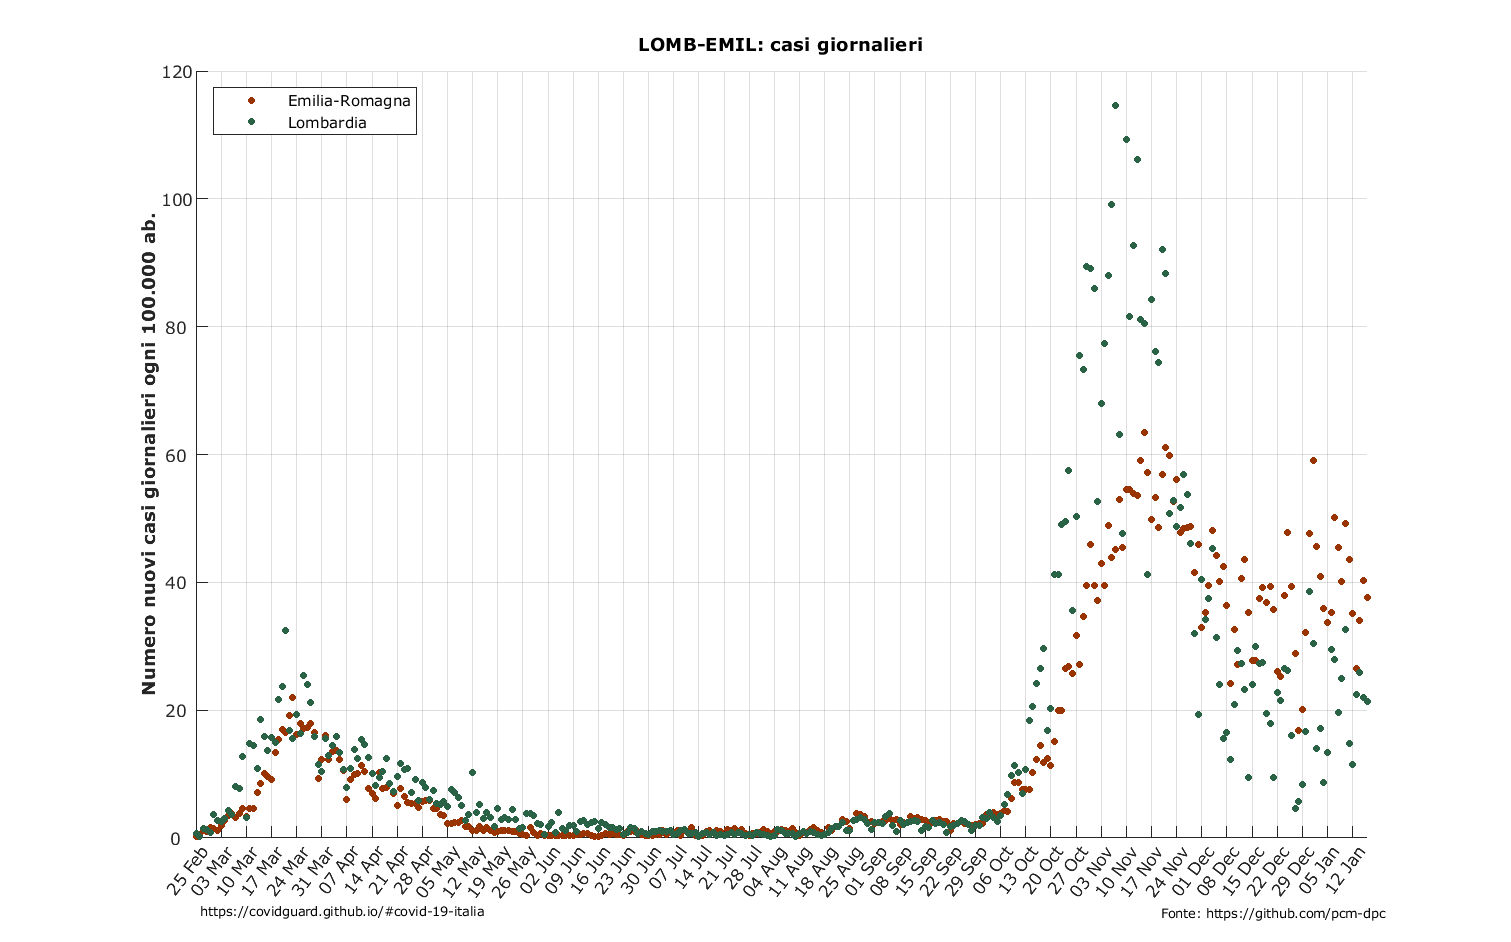 LOMB-EMIL: casi giornalieri
Numero nuovi casi giornalieri ogni 100.000 ab.
120
100
80
60
40
20
0
Emilia-Romagna
Lombardia
25 Feb
03 Mar
10 Mar
17 Mar
24 Mar
31 Mar
07 Apr
14 Apr
21 Apr
28 Apr
05 May
12 May
19 May
26 May
02 Jun
09 Jun
16 Jun
23 Jun
30 Jun
07 Jul
14 Jul
21 Jul
28 Jul
04 Aug
11 Aug
18 Aug
25 Aug
01 Sep
08 Sep
15 Sep
22 Sep
29 Sep
06 Oct
13 Oct
20 Oct
27 Oct
03 Nov
10 Nov
17 Nov
24 Nov
01 Dec
08 Dec
15 Dec
22 Dec
29 Dec
05 Jan
12 Jan
https://covidguard.github.io/#covid-19-italia
Fonte: https://github.com/pcm-dpc